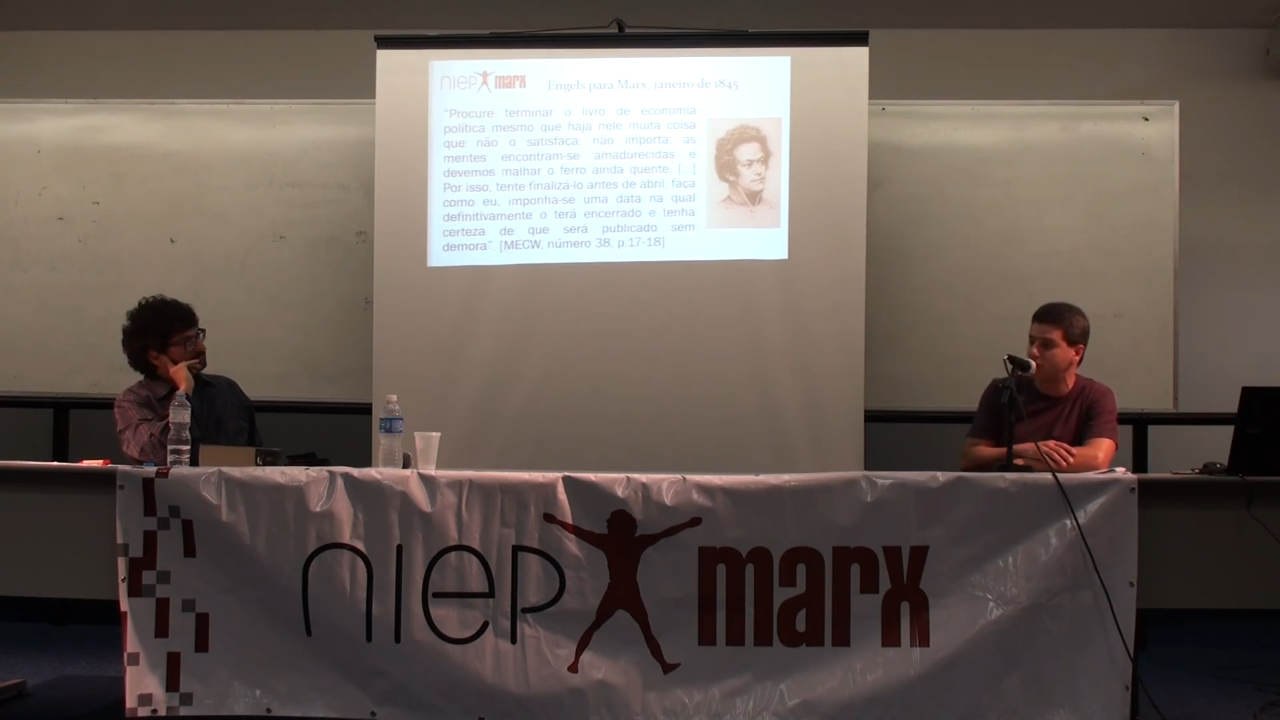 NIEP marx
Engels para Marx, janeiro de 1845
"Procure terminar o livro de economia
política mesmo que haja nele muita coisa
que não o satisfaça, não importa, as
mentes encontram-se amadurecidas e
devemos malhar o ferro ainda quente. [...]
Por isso, tente finalizá-lo antes de abril, faça
como eu, imponha-se uma data na qual
definitivamente o terá encerrado e tenha
certeza de que será publicado sem
demora". [MECW, número 38, p.17-18]
NIEP marx